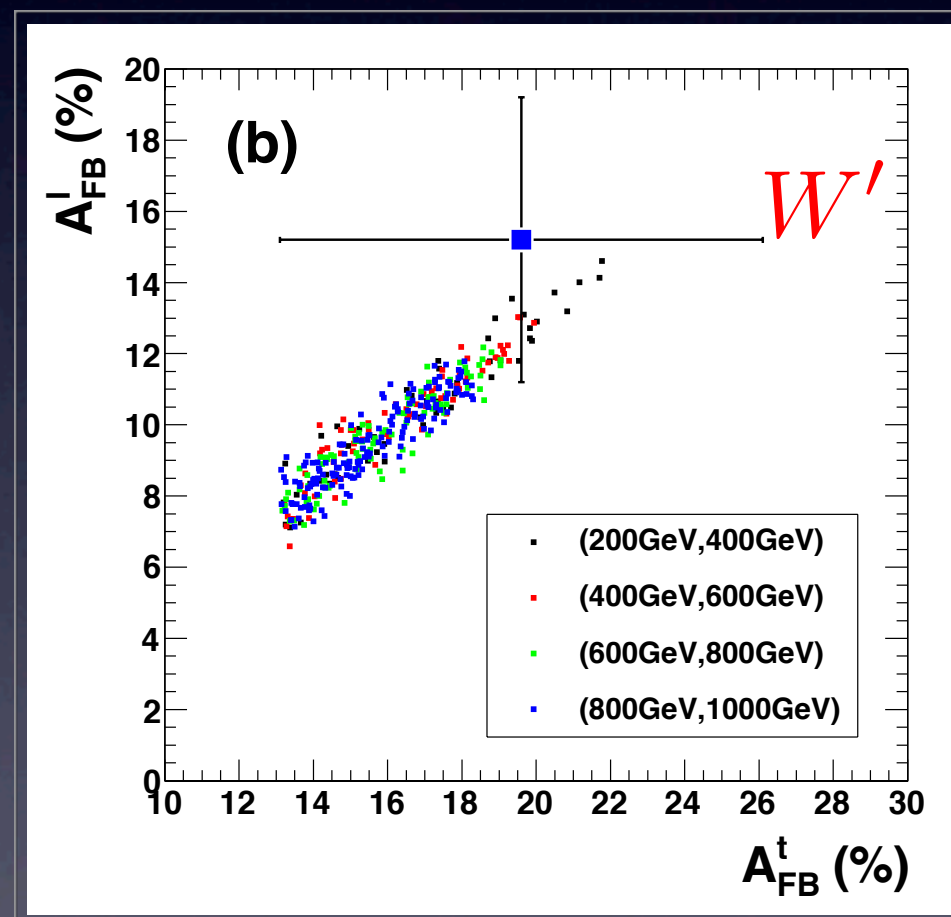 A^l_FB (%)
20
18
16
14
12
10
8
6
4
2
0
(b)
W′
(200GeV,400GeV)
(400GeV,600GeV)
(600GeV,800GeV)
(800GeV,1000GeV)
10 12 14 16 18 20 22 24 26 28 30
A^t_FB (%)